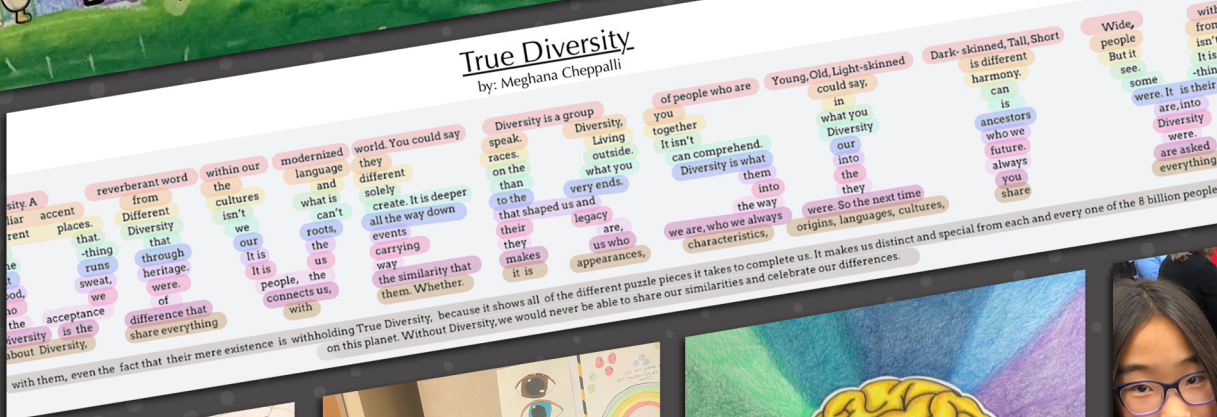 True Diversity
by: Meghana Cheppalli
sity. A reverberant word within our modernized world. You could say Diversity is a group of people who are Young, Old, Light-skinned Dark- skinned, Tall, Short Wide, with
liar accent from the language they speak. Diversity, you could say, is different people from
rent places. Different cultures and different races. Living together in harmony. But it isn't
that. Diversity isn't what is solely on the outside. It isn't what you can see. It is
-thing that we can't create. It is deeper than what you can comprehend. Diversity is some -thin
runs through our roots, all the way down to the very ends. Diversity is what our ancestors were. It is their
sweat, heritage. It is the events that shaped us and them into who we are, into
we were. It is us carrying their legacy into the future. Diversity
the acceptance of people, the way they are, the way they always were.
iversity is the difference that connects us, the similarity that makes us who we are, who we always were. So the next time you are asked
about Diversity, share everything with them. Whether. it is appearances, characteristics, origins, languages, cultures, share everything
with them, even the fact that their mere existence is withholding True Diversity, because it shows all of the different puzzle pieces it takes to complete us. It makes us distinct and special from each and every one of the 8 billion people
on this planet. Without Diversity, we would never be able to share our similarities and celebrate our differences.